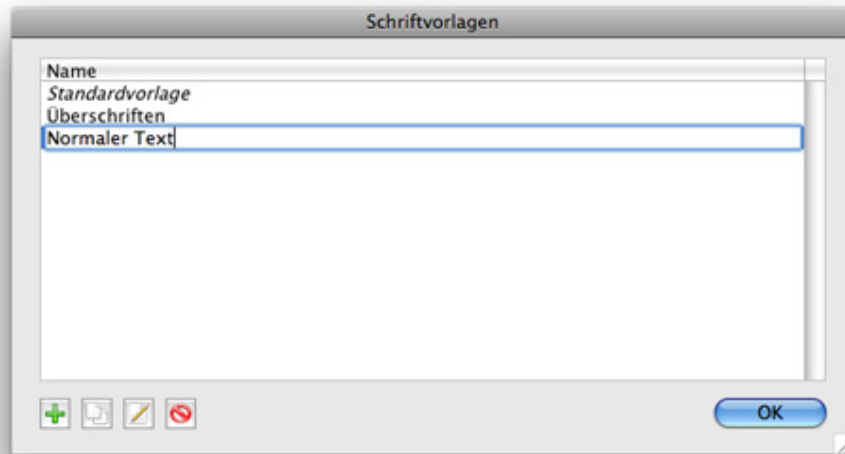 Schriftvorlagen
Name
Standardvorlage
Überschriften
Normaler Text
OK